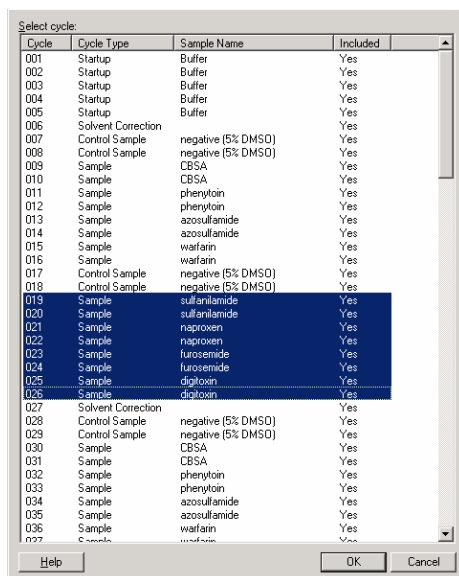 Select cycle:
Cycle Cycle Type Sample Name Included
001 Startup Buffer Yes
002 Startup Buffer Yes
003 Startup Buffer Yes
004 Startup Buffer Yes
005 Startup Buffer Yes
006 Solvent Correction Yes
007 Control Sample negative (5% DMSO) Yes
008 Control Sample negative (5% DMSO) Yes
009 Sample CBSA Yes
010 Sample CBSA Yes
011 Sample phenytoin Yes
012 Sample phenytoin Yes
013 Sample azosulfamide Yes
014 Sample azosulfamide Yes
015 Sample warfarin Yes
016 Sample warfarin Yes
017 Control Sample negative (5% DMSO) Yes
018 Control Sample negative (5% DMSO) Yes
019 Sample sulfanilamide Yes
020 Sample sulfanilamide Yes
021 Sample naproxen Yes
022 Sample naproxen Yes
023 Sample furosemide Yes
024 Sample furosemide Yes
025 Sample digitoxin Yes
026 Sample digitoxin Yes
027 Solvent Correction Yes
028 Control Sample negative (5% DMSO) Yes
029 Control Sample negative (5% DMSO) Yes
030 Sample CBSA Yes
031 Sample CBSA Yes
032 Sample phenytoin Yes
033 Sample phenytoin Yes
034 Sample azosulfamide Yes
035 Sample azosulfamide Yes
036 Sample warfarin Yes
037 Sample warfarin Yes
Help OK Cancel